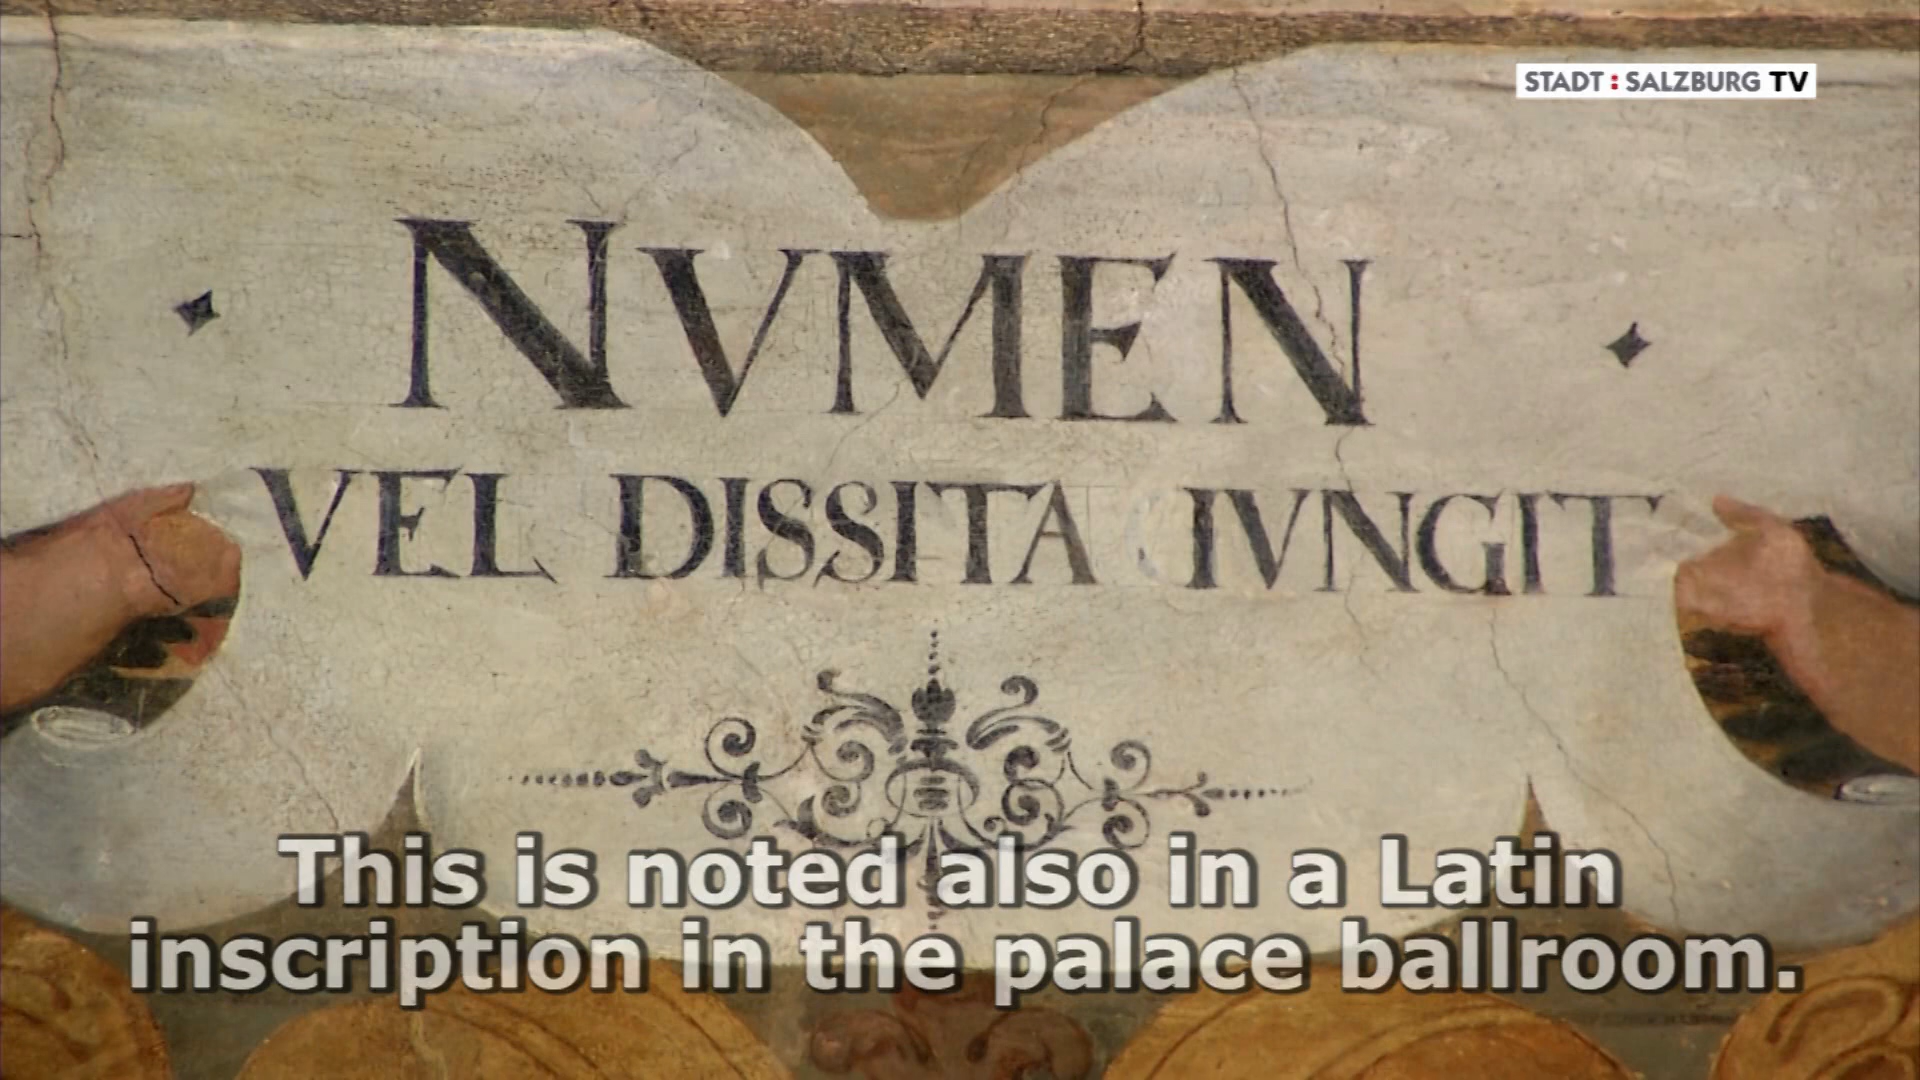 STADT:SALZBURG TV
NVMEN
VEL DISSITA IVNGIT
This is noted also in a Latin
inscription in the palace ballroom.